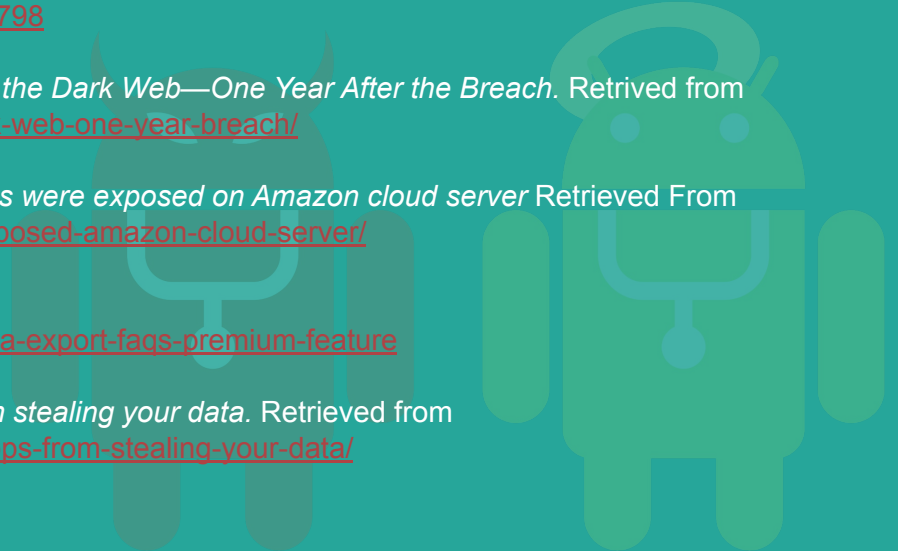 798
the Dark Web—One Year After the Breach. Retrived from
-web-one-year-breach/
s were exposed on Amazon cloud server Retrieved From
posed-amazon-cloud-server/
a-export-faqs-premium-feature
stealing your data. Retrieved from
ps-from-stealing-your-data/